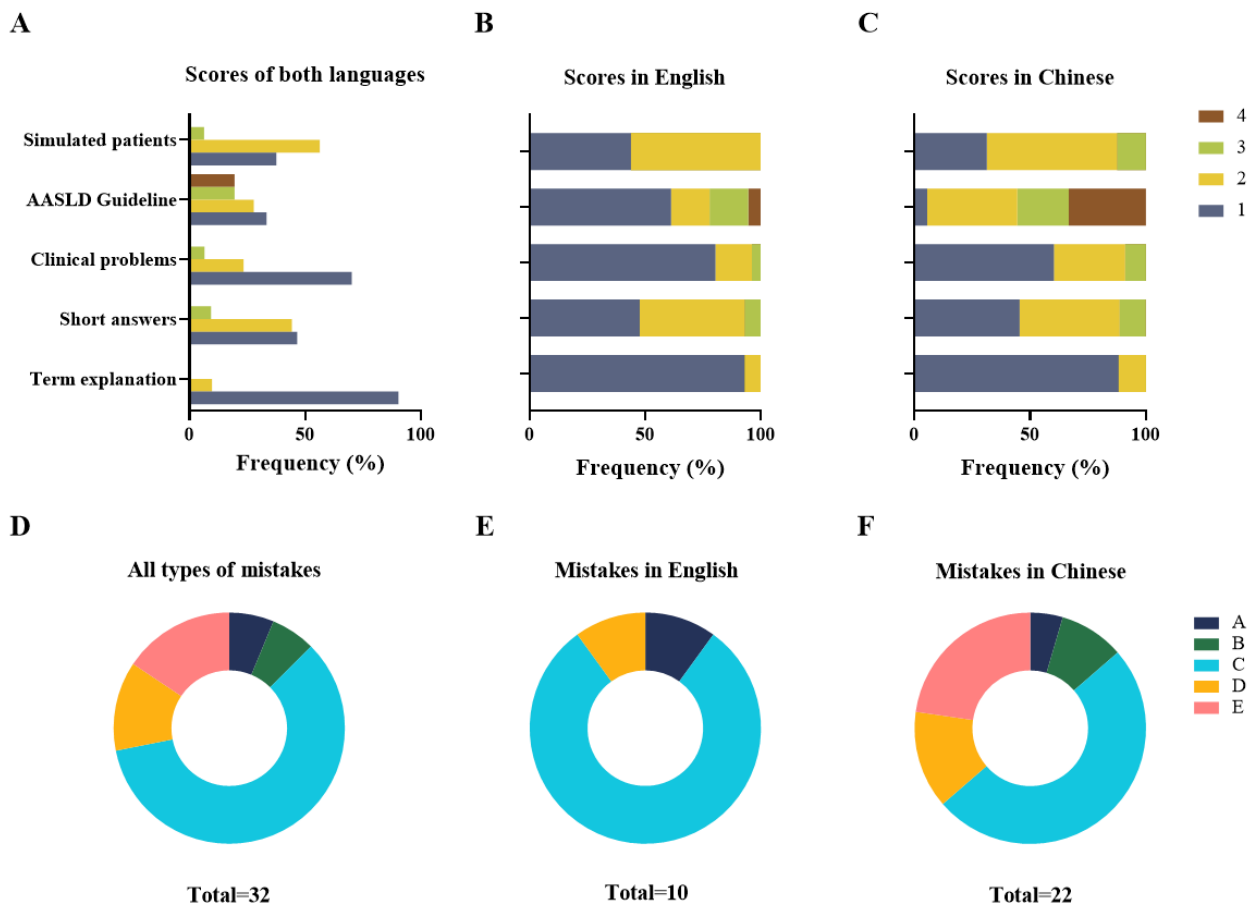 A
B
C
Scores of both languages
Scores in English
Scores in Chinese
Simulated patients
AASLD Guideline
Clinical problems
Short answers
Term explanation
0
50
100
Frequency (%)
0
50
100
Frequency (%)
0
50
100
Frequency (%)
4
3
2
1
D
E
F
All types of mistakes
Mistakes in English
Mistakes in Chinese
A
B
C
D
E
Total=32
Total=10
Total=22